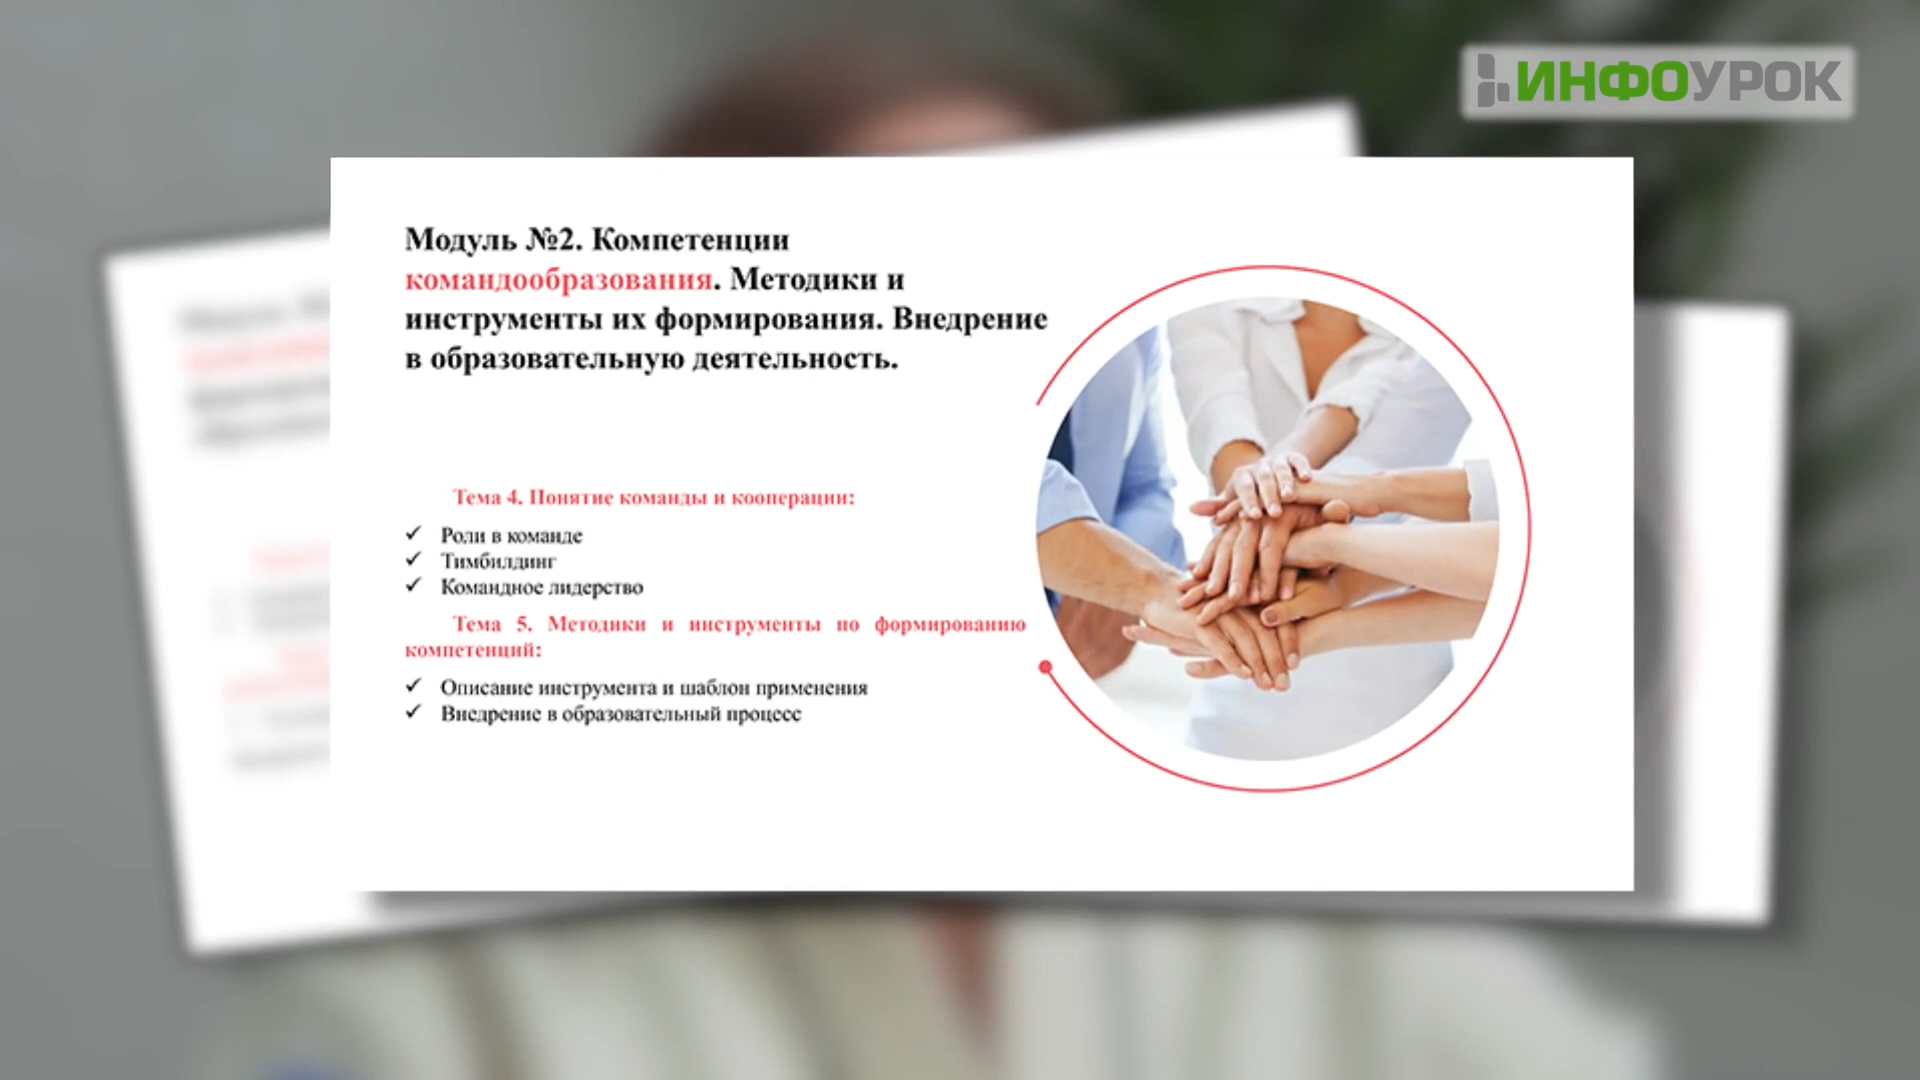 ИНФОУРОК
Модуль №2. Компетенции
командообразования. Методики и
инструменты их формирования. Внедрение
в образовательную деятельность.
Тема 4. Понятие команды и кооперации:
✓ Роли в команде
✓ Тимбилдинг
✓ Командное лидерство
Тема 5. Методики и инструменты по формированию
компетенций:
✓ Описание инструмента и шаблон применения
✓ Внедрение в образовательный процесс